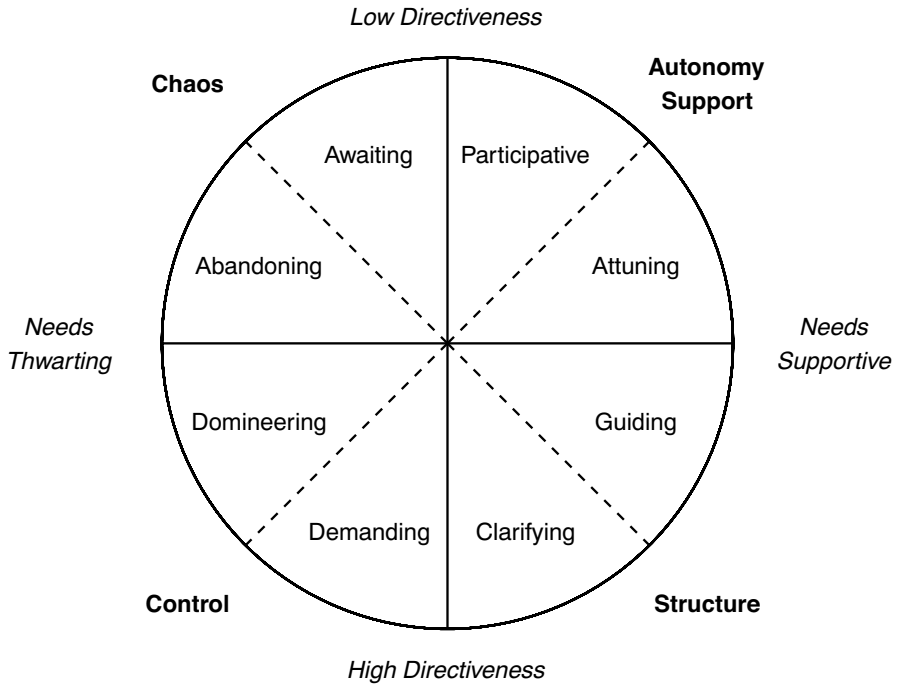 Low Directiveness
Chaos
Autonomy
Support
Awaiting
Participative
Abandoning
Attuning
Needs
Thwarting
Needs
Supportive
Domineering
Guiding
Demanding
Clarifying
Control
Structure
High Directiveness